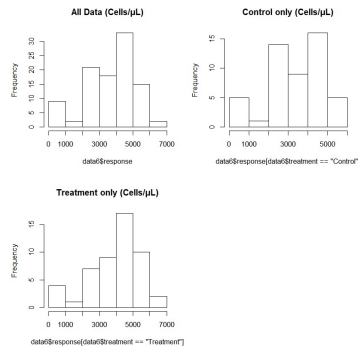 All Data (Cells/µL)
Frequency
0 5 10 15 20 25 30
0 1000 3000 5000 7000
data6$response
Control only (Cells/µL)
Frequency
0 5 10 15
0 1000 3000 5000
data6$response[data6$treatment == "Control"
Treatment only (Cells/µL)
Frequency
0 5 10 15
0 1000 3000 5000 7000
data6$response[data6$treatment == "Treatment"]